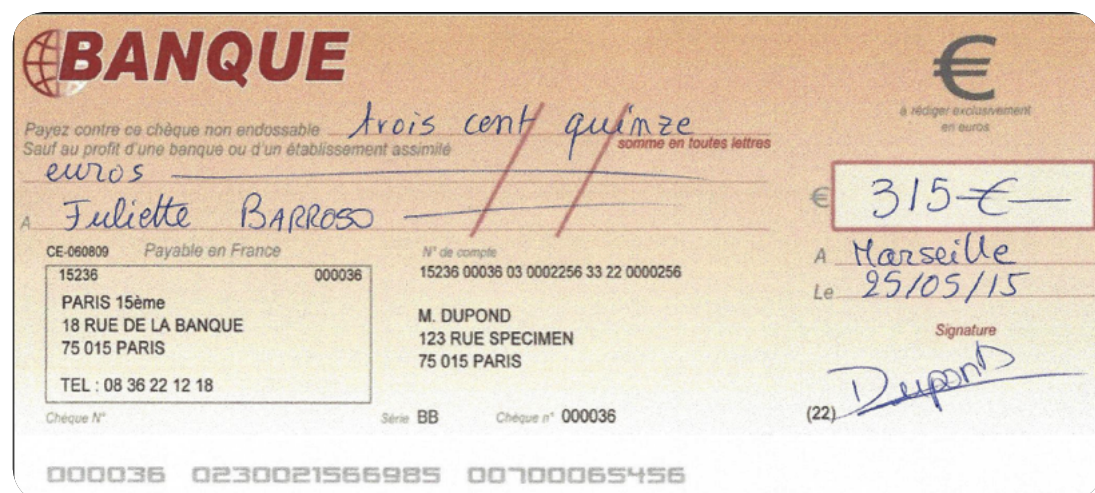 BANQUE
€
à rédiger exclusivement
en euros
Payez contre ce chèque non endossable trois cent quinze
Sauf au profit d'une banque ou d'un établissement assimilé
somme en toutes lettres
euros
A Juliette BARROSO
€ 315 €
CE-060809 Payable en France
N° de compte
A Marseille
15236 000036
15236 00036 03 0002256 33 22 0000256
Le 25/05/15
PARIS 15ème
18 RUE DE LA BANQUE
75 015 PARIS
TEL : 08 36 22 12 18
M. DUPOND
123 RUE SPECIMEN
75 015 PARIS
Signature
DuponD
Chèque N°
Série BB Chèque n° 000036
(22)
000036 0230021566985 00700065456